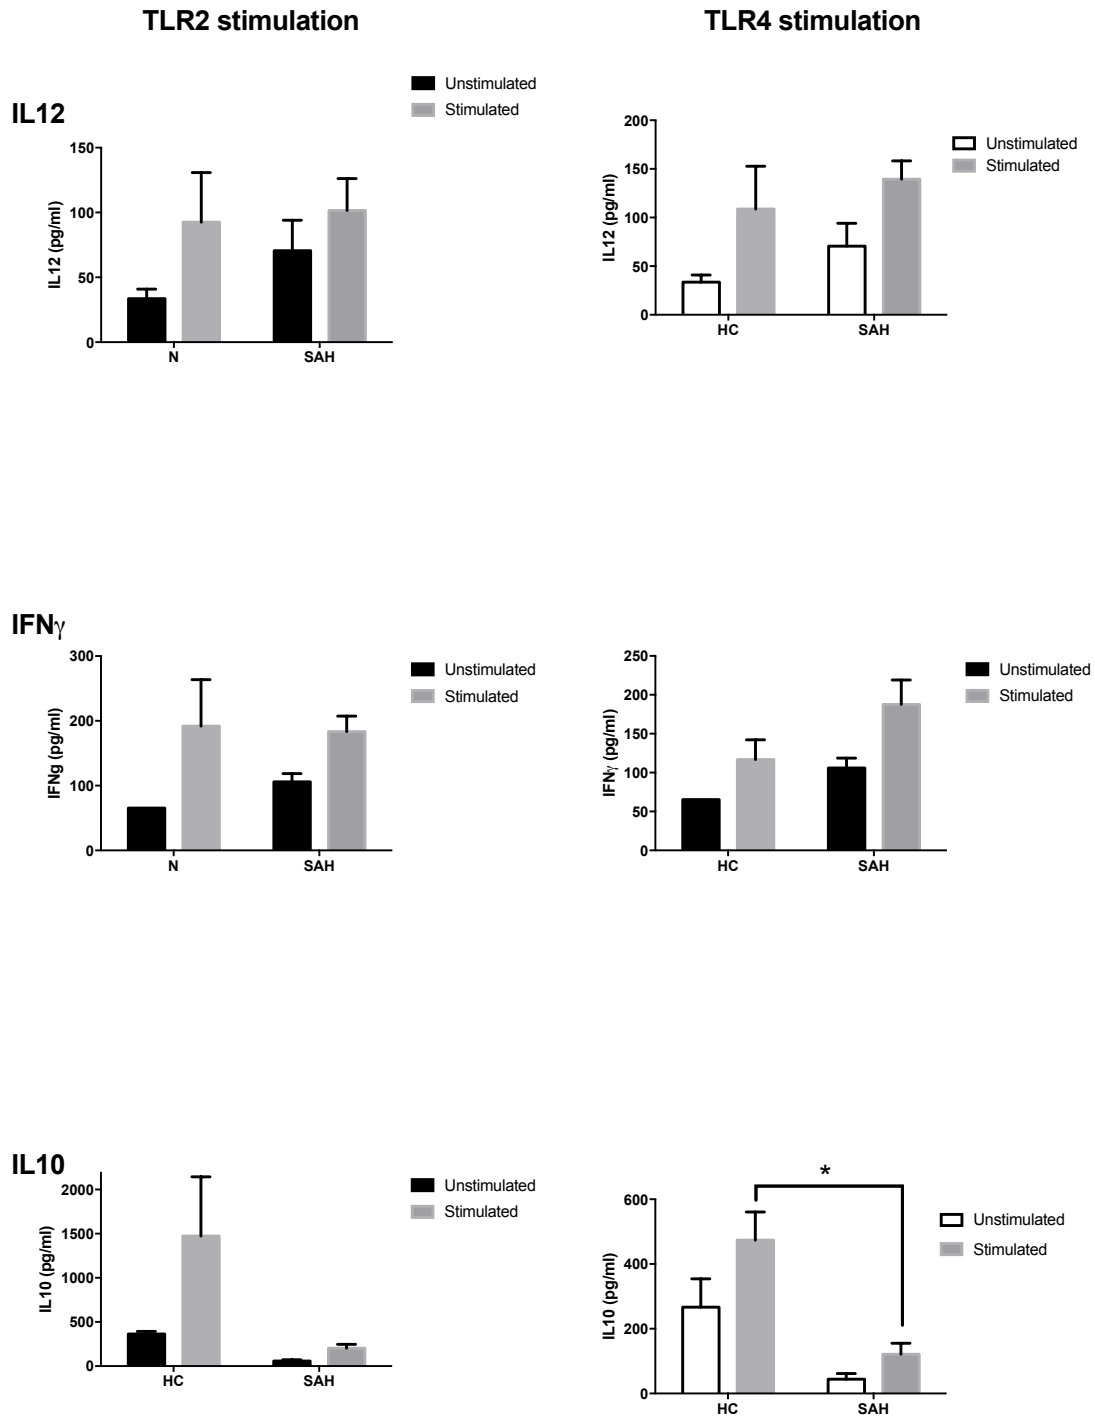 TLR2 stimulation
TLR4 stimulation
IL12
Unstimulated
Stimulated
IL12 (pg/ml)
150
100
50
0
N
SAH
Unstimulated
Stimulated
IL12 (pg/ml)
200
150
100
50
0
HC
SAH
IFNγ
Unstimulated
Stimulated
IFNg (pg/ml)
300
200
100
0
N
SAH
Unstimulated
Stimulated
IFNγ (pg/ml)
250
200
150
100
50
0
HC
SAH
IL10
Unstimulated
Stimulated
IL10 (pg/ml)
2000
1500
1000
500
0
HC
SAH
*
Unstimulated
Stimulated
IL10 (pg/ml)
600
400
200
0
HC
SAH